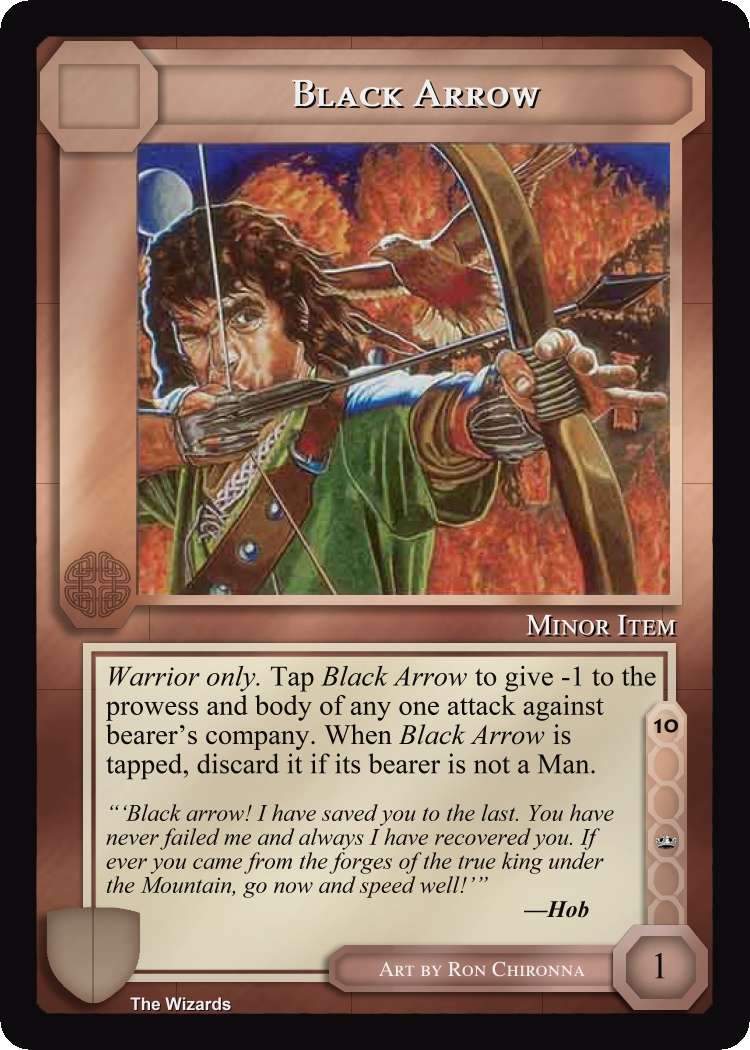 Black Arrow
Minor Item
Warrior only. Tap Black Arrow to give -1 to the
prowess and body of any one attack against
bearer's company. When Black Arrow is
tapped, discard it if its bearer is not a Man.
10
"'Black arrow! I have saved you to the last. You have
never failed me and always I have recovered you. If
ever you came from the forges of the true king under
the Mountain, go now and speed well!'"
—Hob
Art by Ron Chironna
1
The Wizards